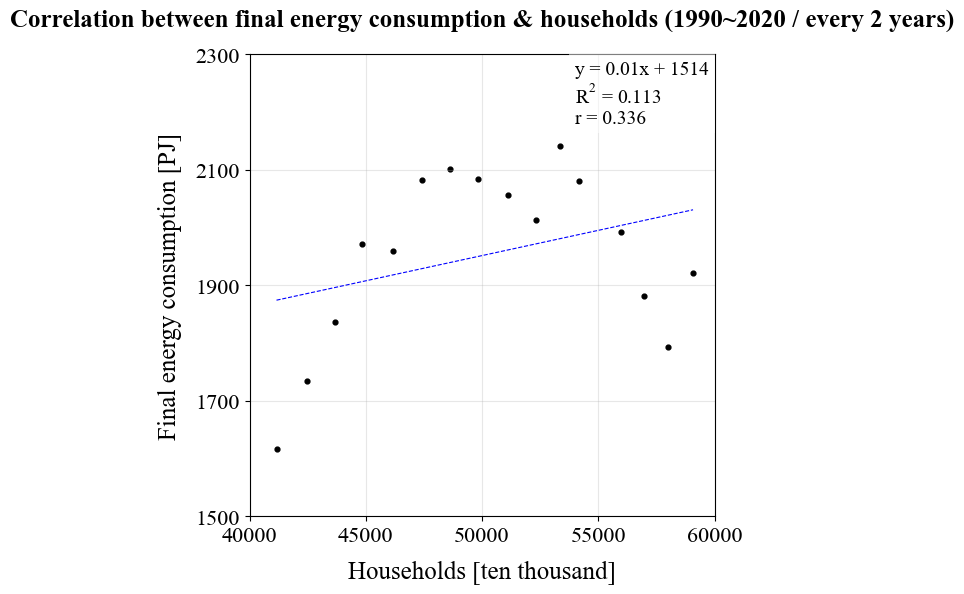 Correlation between final energy consumption & households (1990~2020 / every 2 years)
y = 0.01x + 1514
R² = 0.113
r = 0.336
Final energy consumption [PJ]
2300
2100
1900
1700
1500
40000 45000 50000 55000 60000
Households [ten thousand]